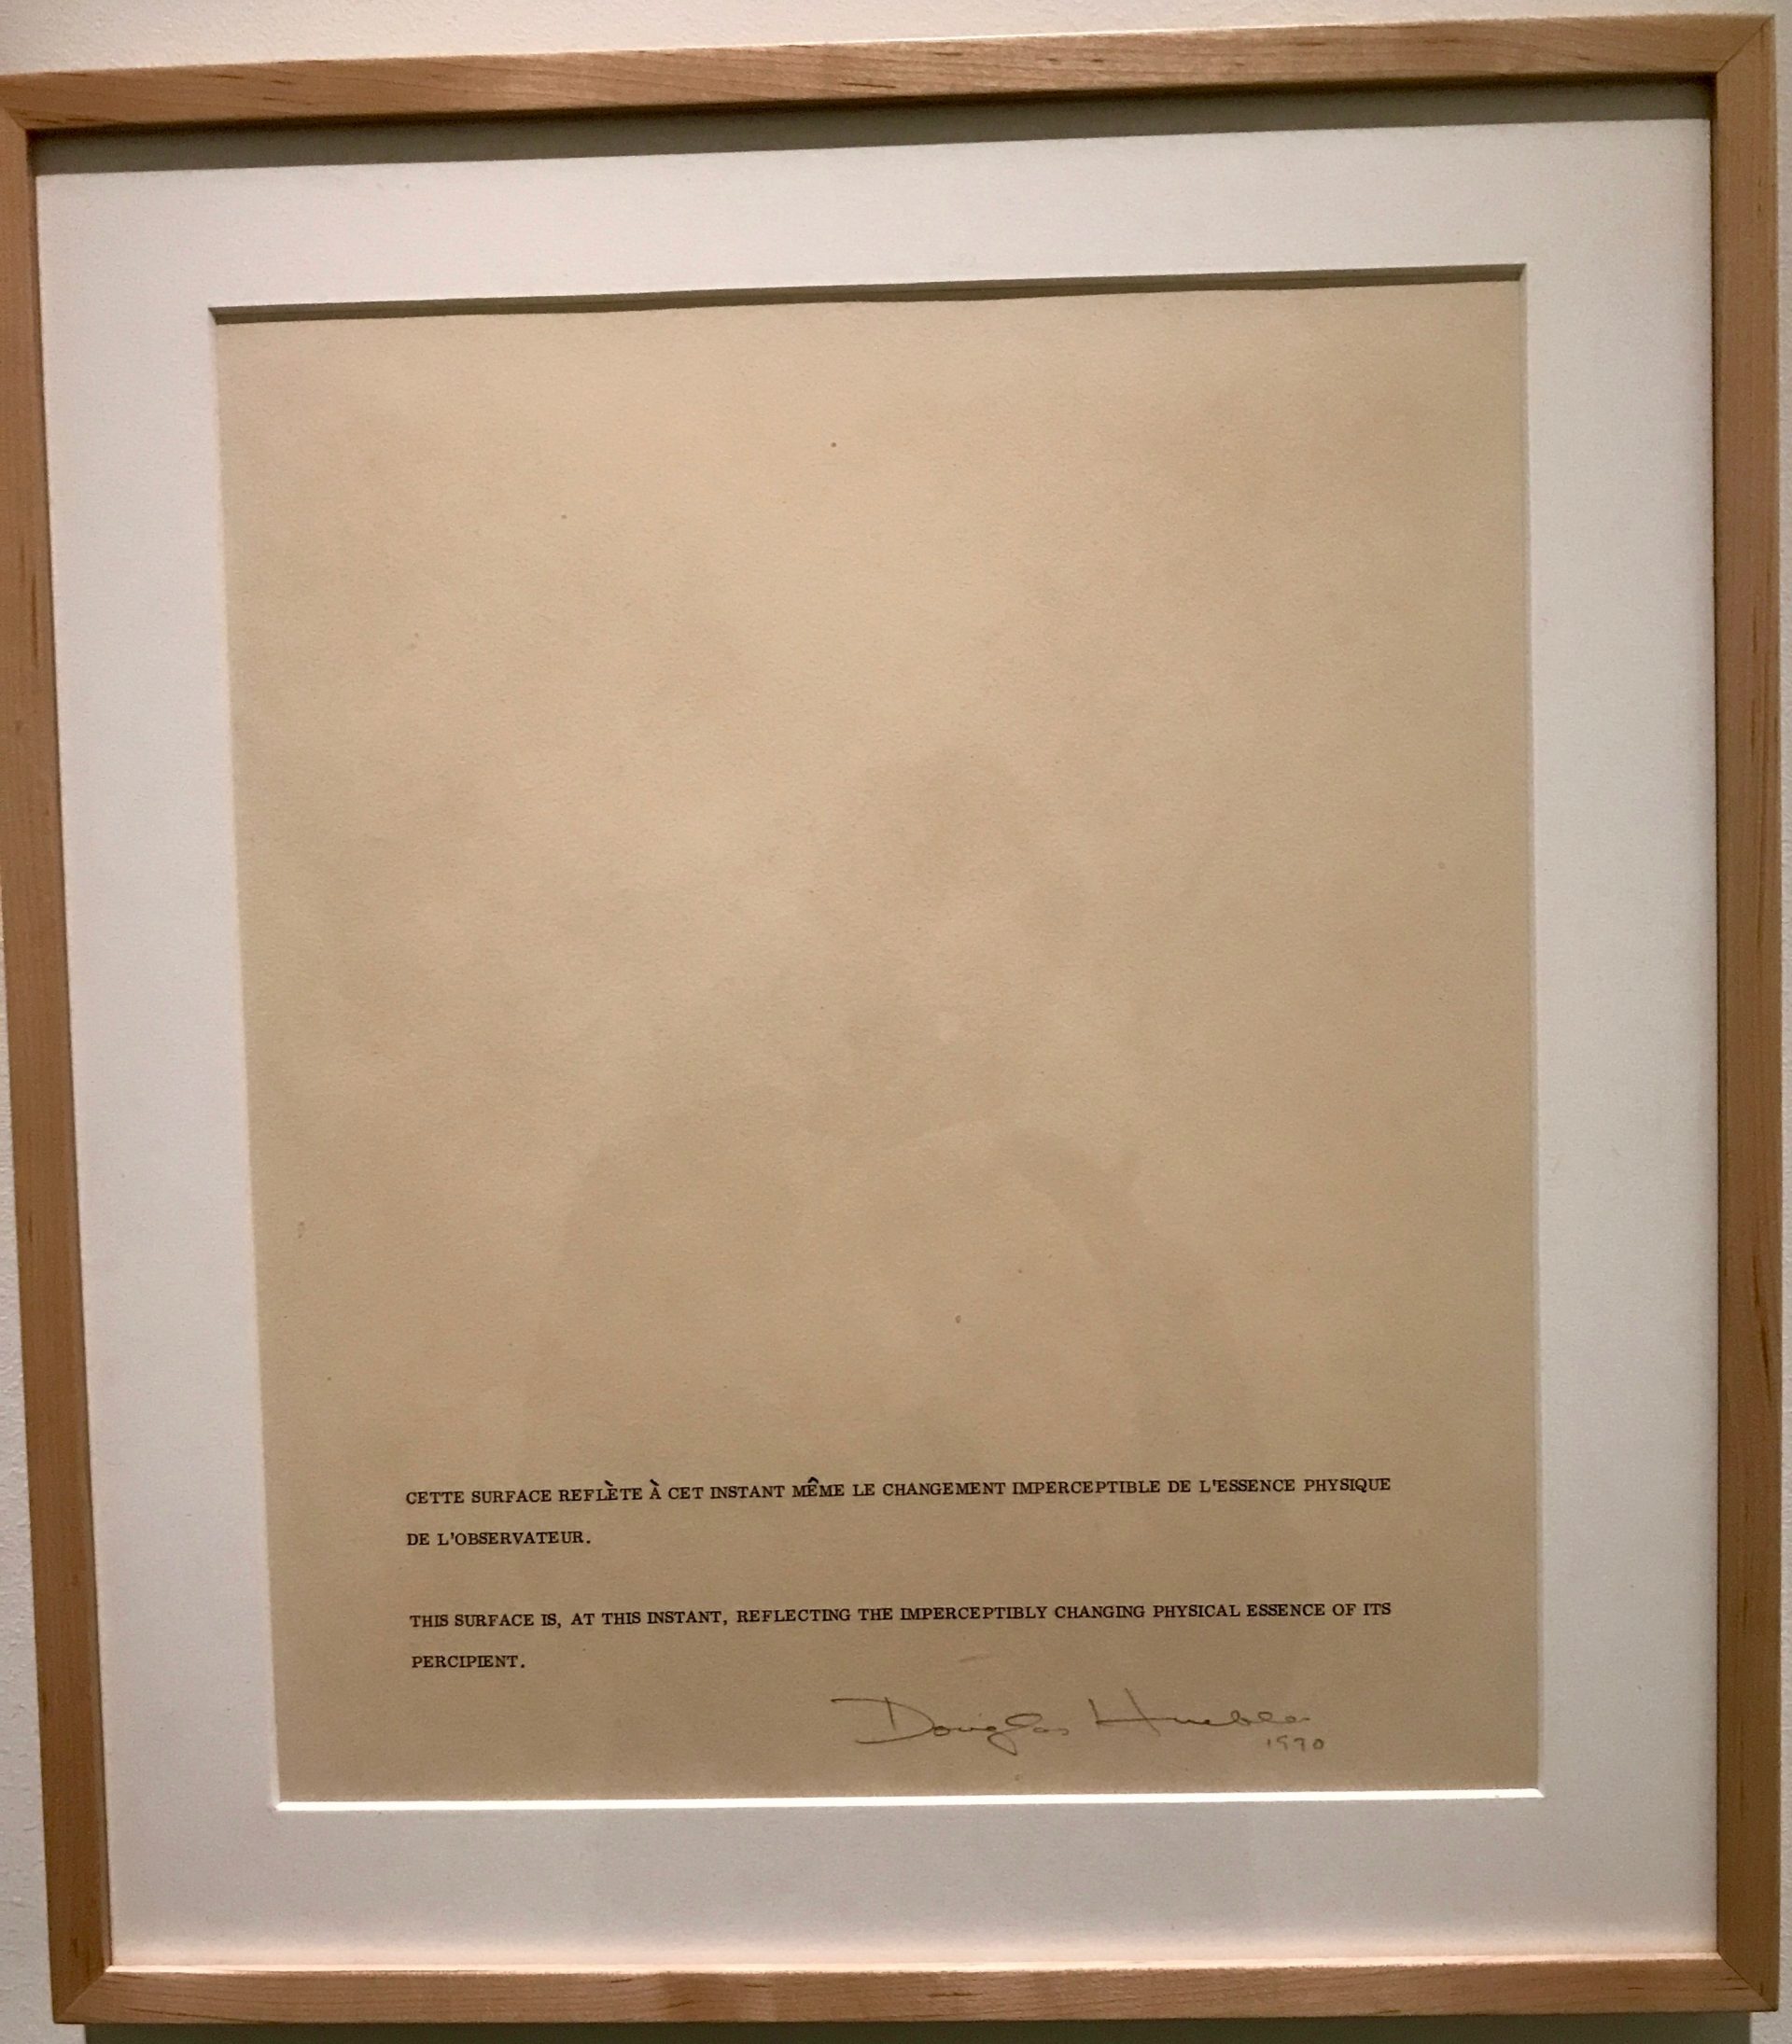 CETTE SURFACE REFLÈTE À CET INSTANT MÊME LE CHANGEMENT IMPERCEPTIBLE DE L'ESSENCE PHYSIQUE
DE L'OBSERVATEUR.
THIS SURFACE IS, AT THIS INSTANT, REFLECTING THE IMPERCEPTIBLY CHANGING PHYSICAL ESSENCE OF ITS
PERCIPIENT.
Douglas Huebler
1970